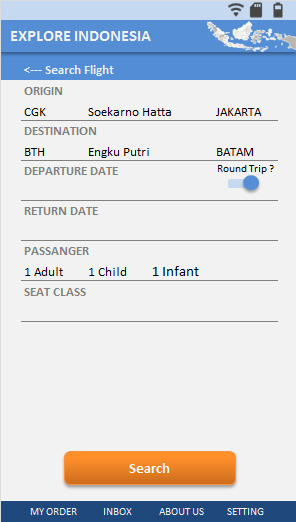 EXPLORE INDONESIA
<--- Search Flight
ORIGIN
CGK Soekarno Hatta JAKARTA
DESTINATION
BTH Engku Putri BATAM
DEPARTURE DATE Round Trip ?
RETURN DATE
PASSANGER
1 Adult 1 Child 1 Infant
SEAT CLASS
Search
MY ORDER INBOX ABOUT US SETTING